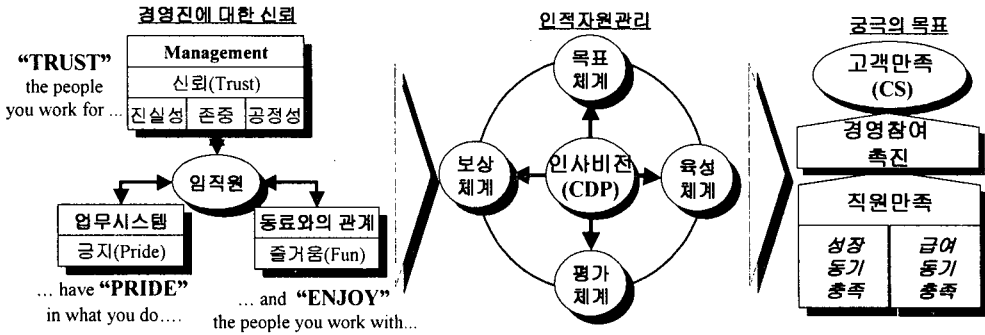 경영진에 대한 신뢰
Management
신뢰(Trust)
진실성 존중 공정성
“TRUST”
the people
you work for ...
임직원
업무시스템
긍지(Pride)
... have “PRIDE”
in what you do....
동료와의 관계
즐거움(Fun)
... and “ENJOY”
the people you work with...
인적자원관리
목표
체계
보상
체계
인사비전
(CDP)
육성
체계
평가
체계
궁극의 목표
고객만족
(CS)
경영참여
촉진
직원만족
성장
동기
충족
급여
동기
충족